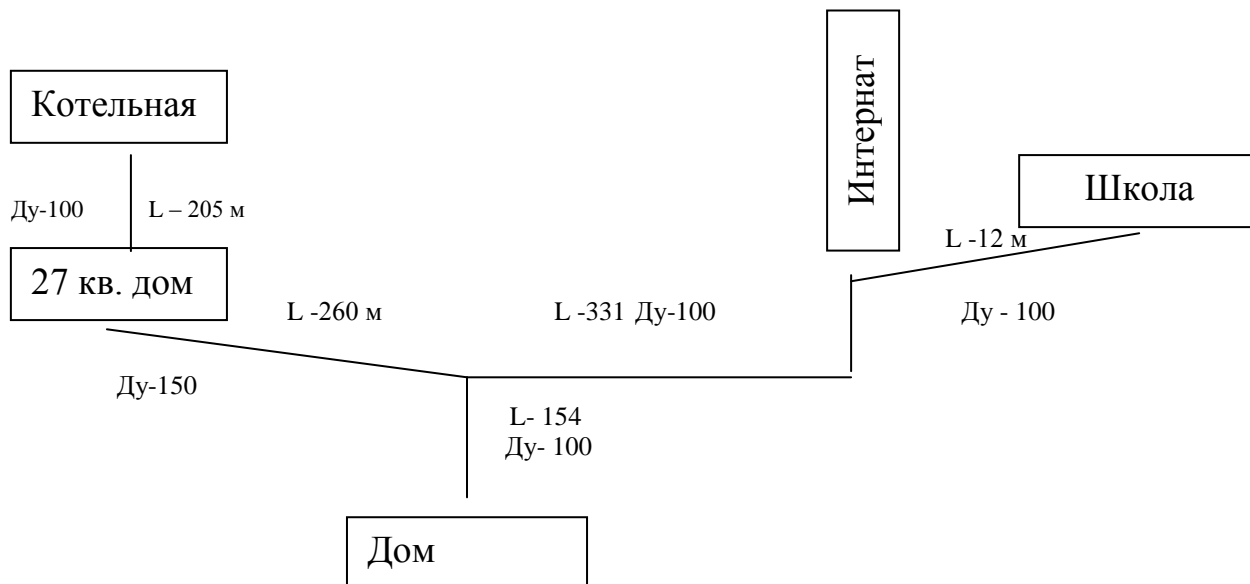 Интернат
Котельная
Школа
Ду-100
L – 205 м
L -12 м
27 кв. дом
L -260 м
L -331 Ду-100
Ду - 100
Ду-150
L- 154
Ду- 100
Дом